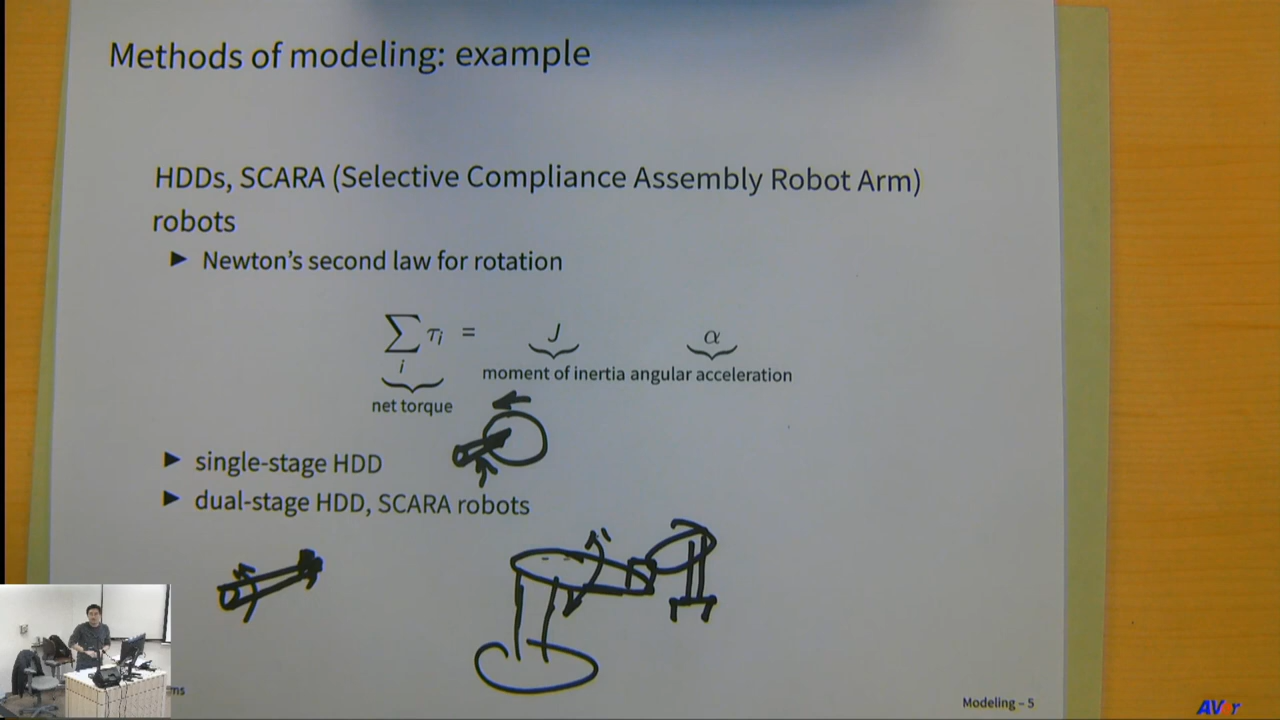 Methods of modeling: example
HDDs, SCARA (Selective Compliance Assembly Robot Arm)
robots
► Newton's second law for rotation
∑ τi = J α
i
moment of inertia angular acceleration
net torque
► single-stage HDD
► dual-stage HDD, SCARA robots
ms
Modeling – 5
AVer